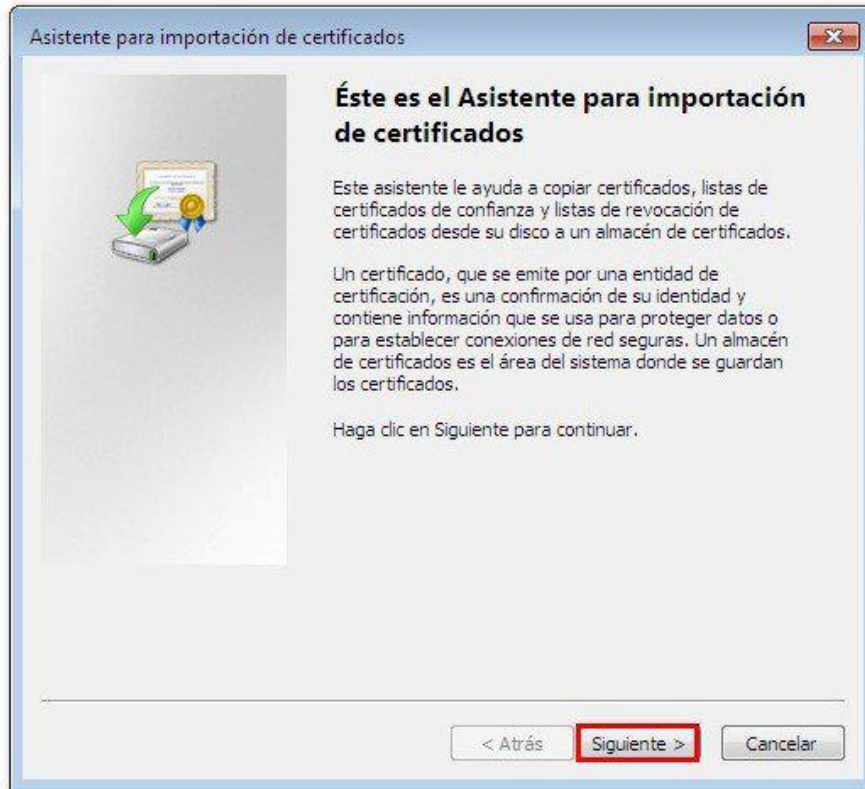 Asistente para importación de certificados
Éste es el Asistente para importación
de certificados
Este asistente le ayuda a copiar certificados, listas de
certificados de confianza y listas de revocación de
certificados desde su disco a un almacén de certificados.
Un certificado, que se emite por una entidad de
certificación, es una confirmación de su identidad y
contiene información que se usa para proteger datos o
para establecer conexiones de red seguras. Un almacén
de certificados es el área del sistema donde se guardan
los certificados.
Haga clic en Siguiente para continuar.
< Atrás Siguiente > Cancelar